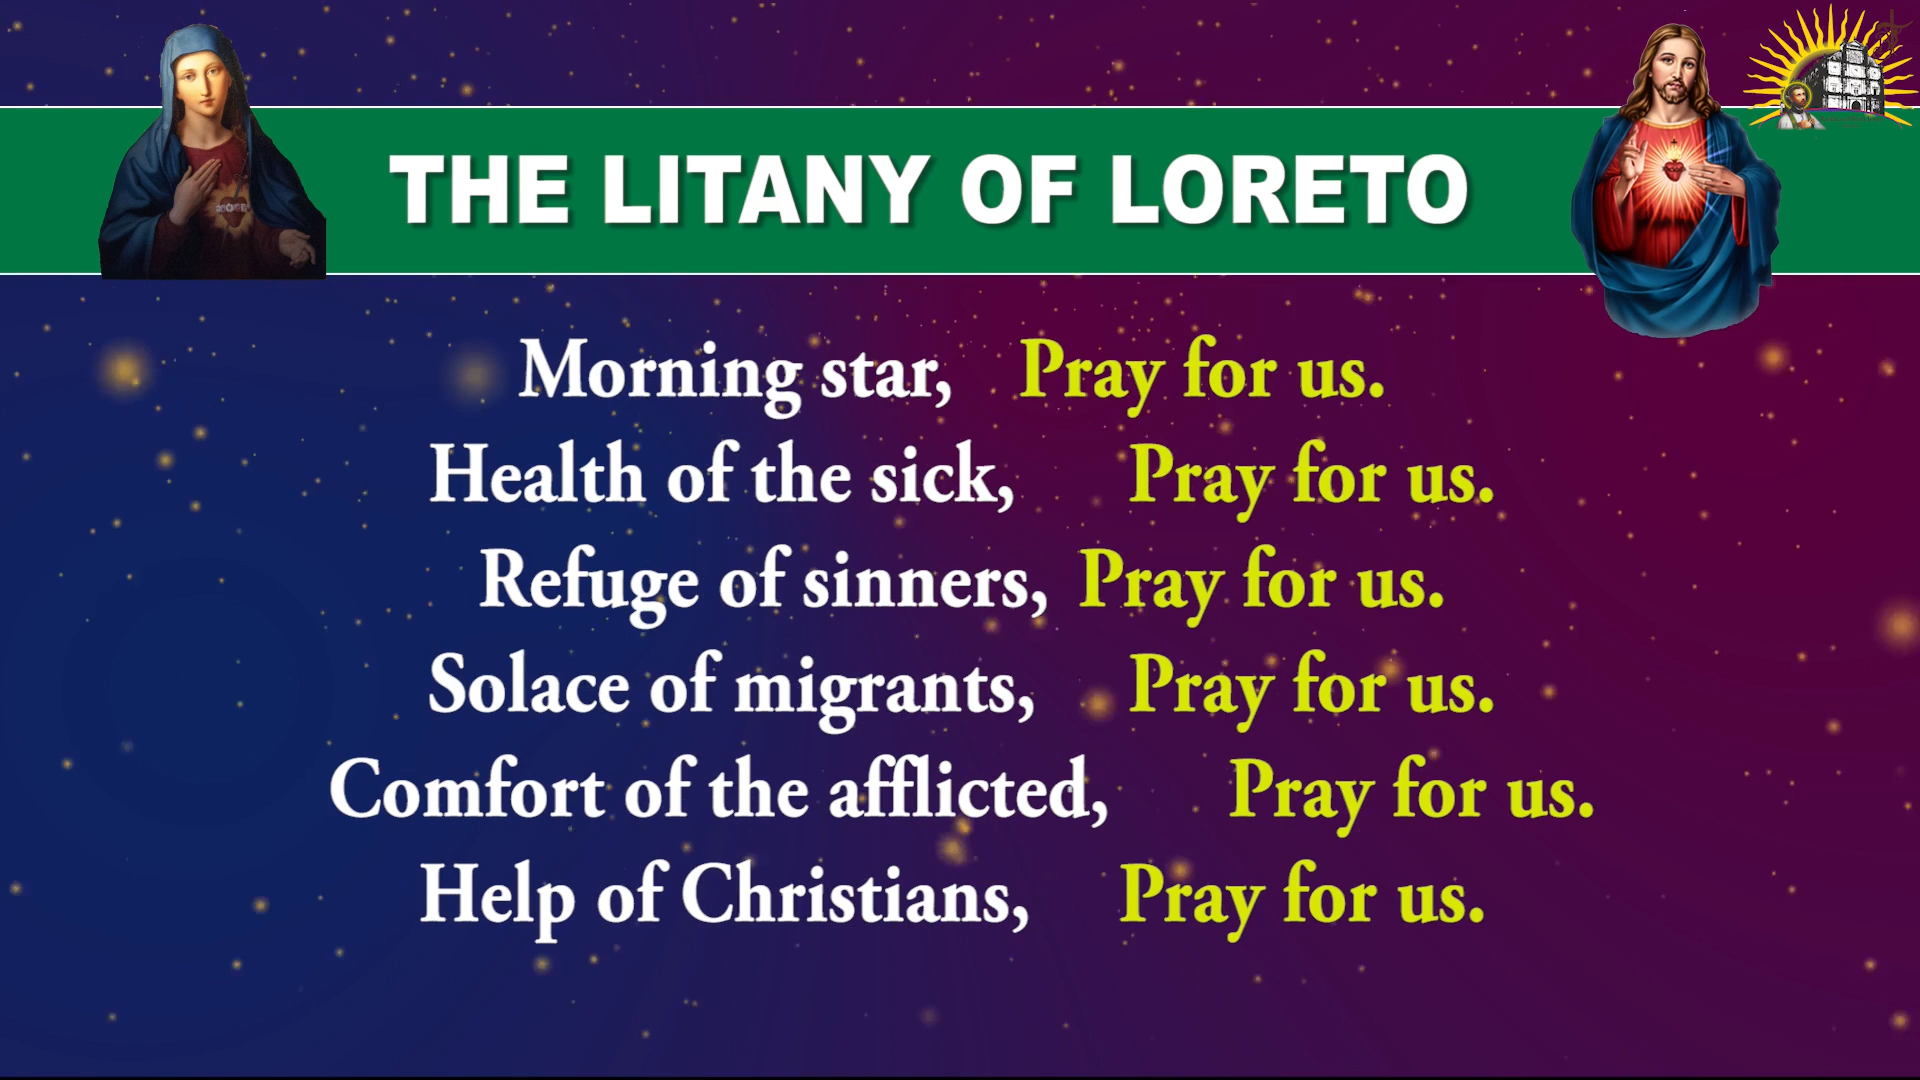 THE LITANY OF LORETO
Morning star, Pray for us.
Health of the sick, Pray for us.
Refuge of sinners, Pray for us.
Solace of migrants, Pray for us.
Comfort of the afflicted, Pray for us.
Help of Christians, Pray for us.